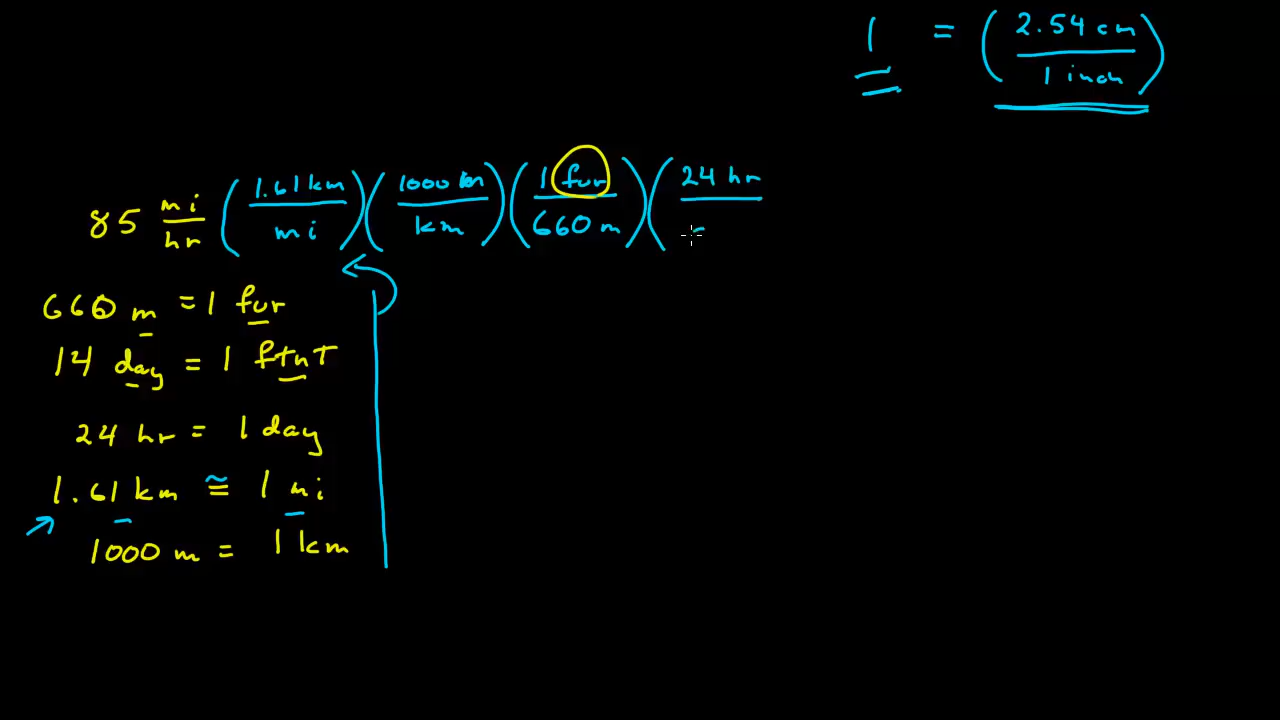 1 = (2.54 cm / 1 inch)
85 mi/hr (1.61 km / mi)(1000 m / km)(1 fur / 660 m)(24 hr /
660 m = 1 fur
14 day = 1 ftnT
24 hr = 1 day
1.61 km ≅ 1 mi
1000 m = 1 km